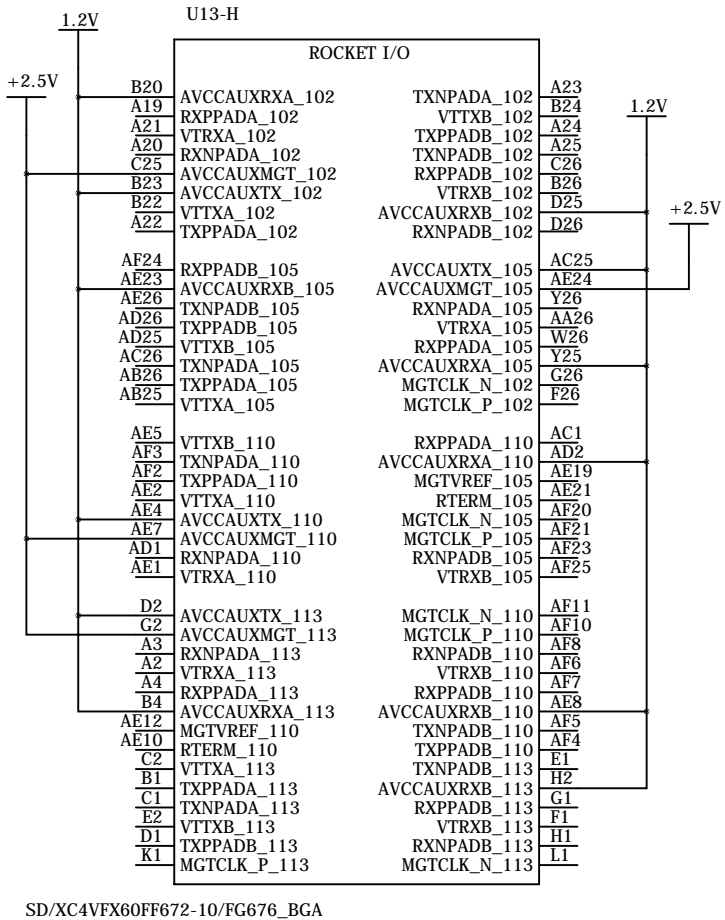 U13-H
1.2V
ROCKET I/O
+2.5V
B20 AVCCAUXRXA_102 TXNPADA_102 A23
A19 RXPPADA_102 VTTXB_102 B24
1.2V
A21 VTRXA_102 TXPPADB_102 A24
A20 RXNPADA_102 TXNPADB_102 A25
C25 AVCCAUXMGT_102 RXPPADB_102 C26
B23 AVCCAUXTX_102 VTRXB_102 B26
B22 VTTXA_102 AVCCAUXRXB_102 D25
+2.5V
A22 TXPPADA_102 RXNPADB_102 D26
AF24 RXPPADB_105 AVCCAUXTX_105 AC25
AE23 AVCCAUXRXB_105 AVCCAUXMGT_105 AE24
AE26 TXNPADB_105 RXNPADA_105 Y26
AD26 TXPPADB_105 VTRXA_105 AA26
AD25 VTTXB_105 RXPPADA_105 W26
AC26 TXNPADA_105 AVCCAUXRXA_105 Y25
AB26 TXPPADA_105 MGTCLK_N_102 G26
AB25 VTTXA_105 MGTCLK_P_102 F26
AE5 VTTXB_110 RXPPADA_110 AC1
AF3 TXNPADA_110 AVCCAUXRXA_110 AD2
AF2 TXPPADA_110 MGTVREF_105 AE19
AE2 VTTXA_110 RTERM_105 AE21
AE4 AVCCAUXTX_110 MGTCLK_N_105 AF20
AE7 AVCCAUXMGT_110 MGTCLK_P_105 AF21
AD1 RXNPADA_110 RXNPADB_105 AF23
AE1 VTRXA_110 VTRXB_105 AF25
D2 AVCCAUXTX_113 MGTCLK_N_110 AF11
G2 AVCCAUXMGT_113 MGTCLK_P_110 AF10
A3 RXNPADA_113 RXNPADB_110 AF8
A2 VTRXA_113 VTRXB_110 AF6
A4 RXPPADA_113 RXPPADB_110 AF7
B4 AVCCAUXRXA_113 AVCCAUXRXB_110 AE8
AE12 MGTVREF_110 TXNPADB_110 AF5
AE10 RTERM_110 TXPPADB_110 AF4
C2 VTTXA_113 TXNPADB_113 E1
B1 TXPPADA_113 AVCCAUXRXB_113 H2
C1 TXNPADA_113 RXPPADB_113 G1
E2 VTTXB_113 VTRXB_113 F1
D1 TXPPADB_113 RXNPADB_113 H1
K1 MGTCLK_P_113 MGTCLK_N_113 L1
SD/XC4VFX60FF672-10/FG676_BGA